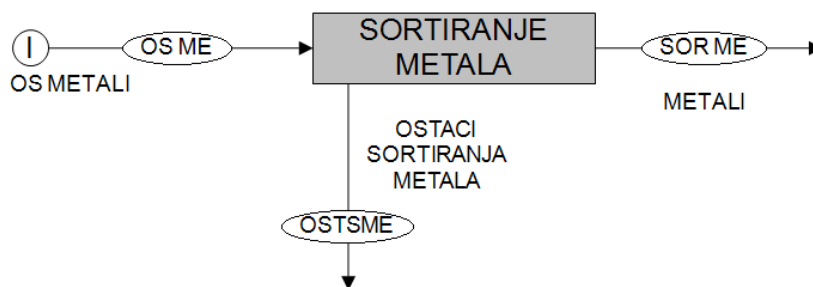 I
OS ME
OS METALI
SORTIRANJE
METALA
SOR ME
METALI
OSTACI
SORTIRANJA
METALA
OSTSME